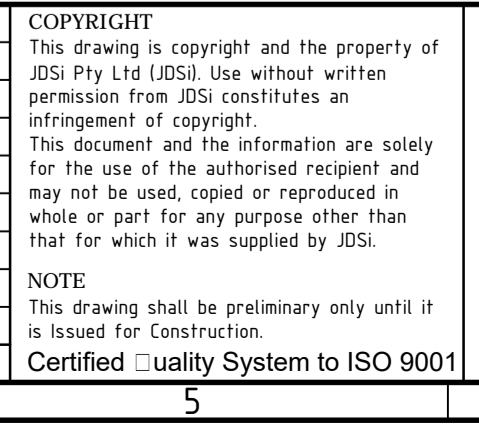 COPYRIGHT
This drawing is copyright and the property of
JDSi Pty Ltd (JDSi). Use without written
permission from JDSi constitutes an
infringement of copyright.
This document and the information are solely
for the use of the authorised recipient and
may not be used, copied or reproduced in
whole or part for any purpose other than
that for which it was supplied by JDSi.
NOTE
This drawing shall be preliminary only until it
is Issued for Construction.
Certified □uality System to ISO 9001
5